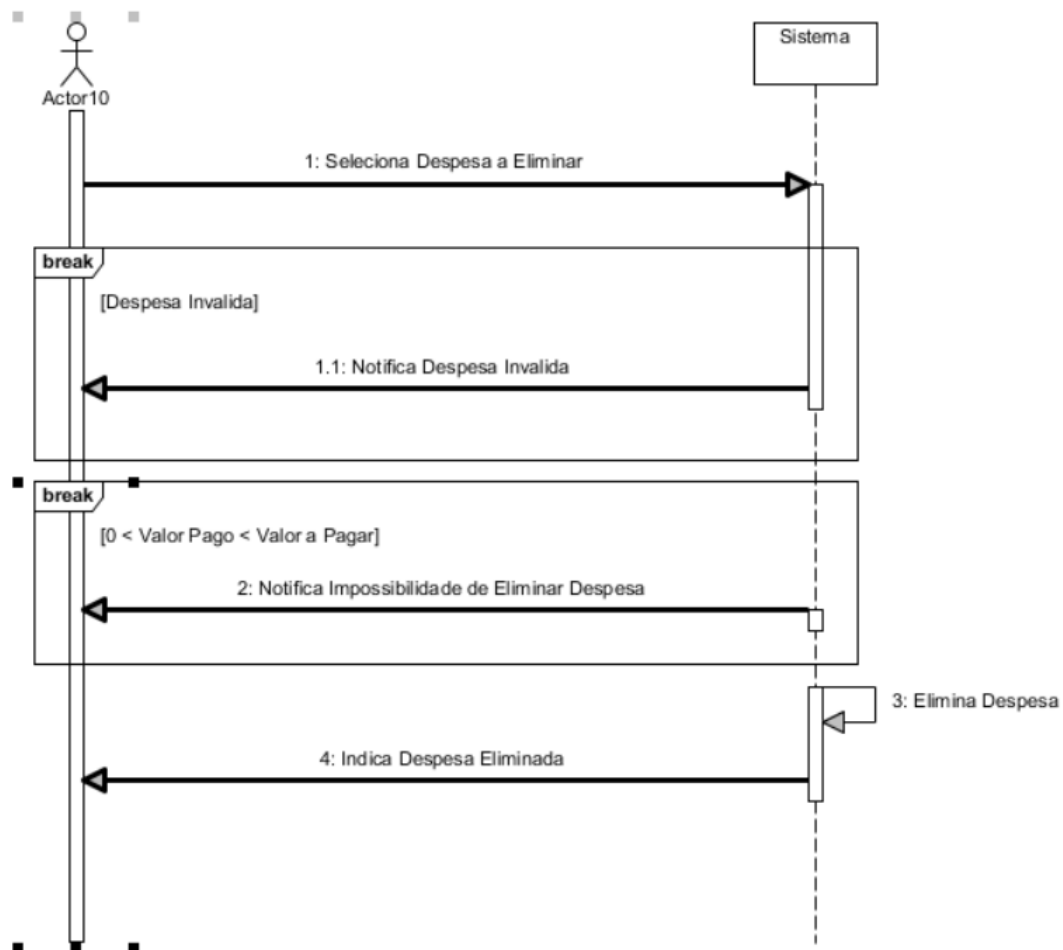 Sistema
Actor10
1: Seleciona Despesa a Eliminar
break
[Despesa Invalida]
1.1: Notifica Despesa Invalida
break
[0 < Valor Pago < Valor a Pagar]
2: Notifica Impossibilidade de Eliminar Despesa
3: Elimina Despesa
4: Indica Despesa Eliminada